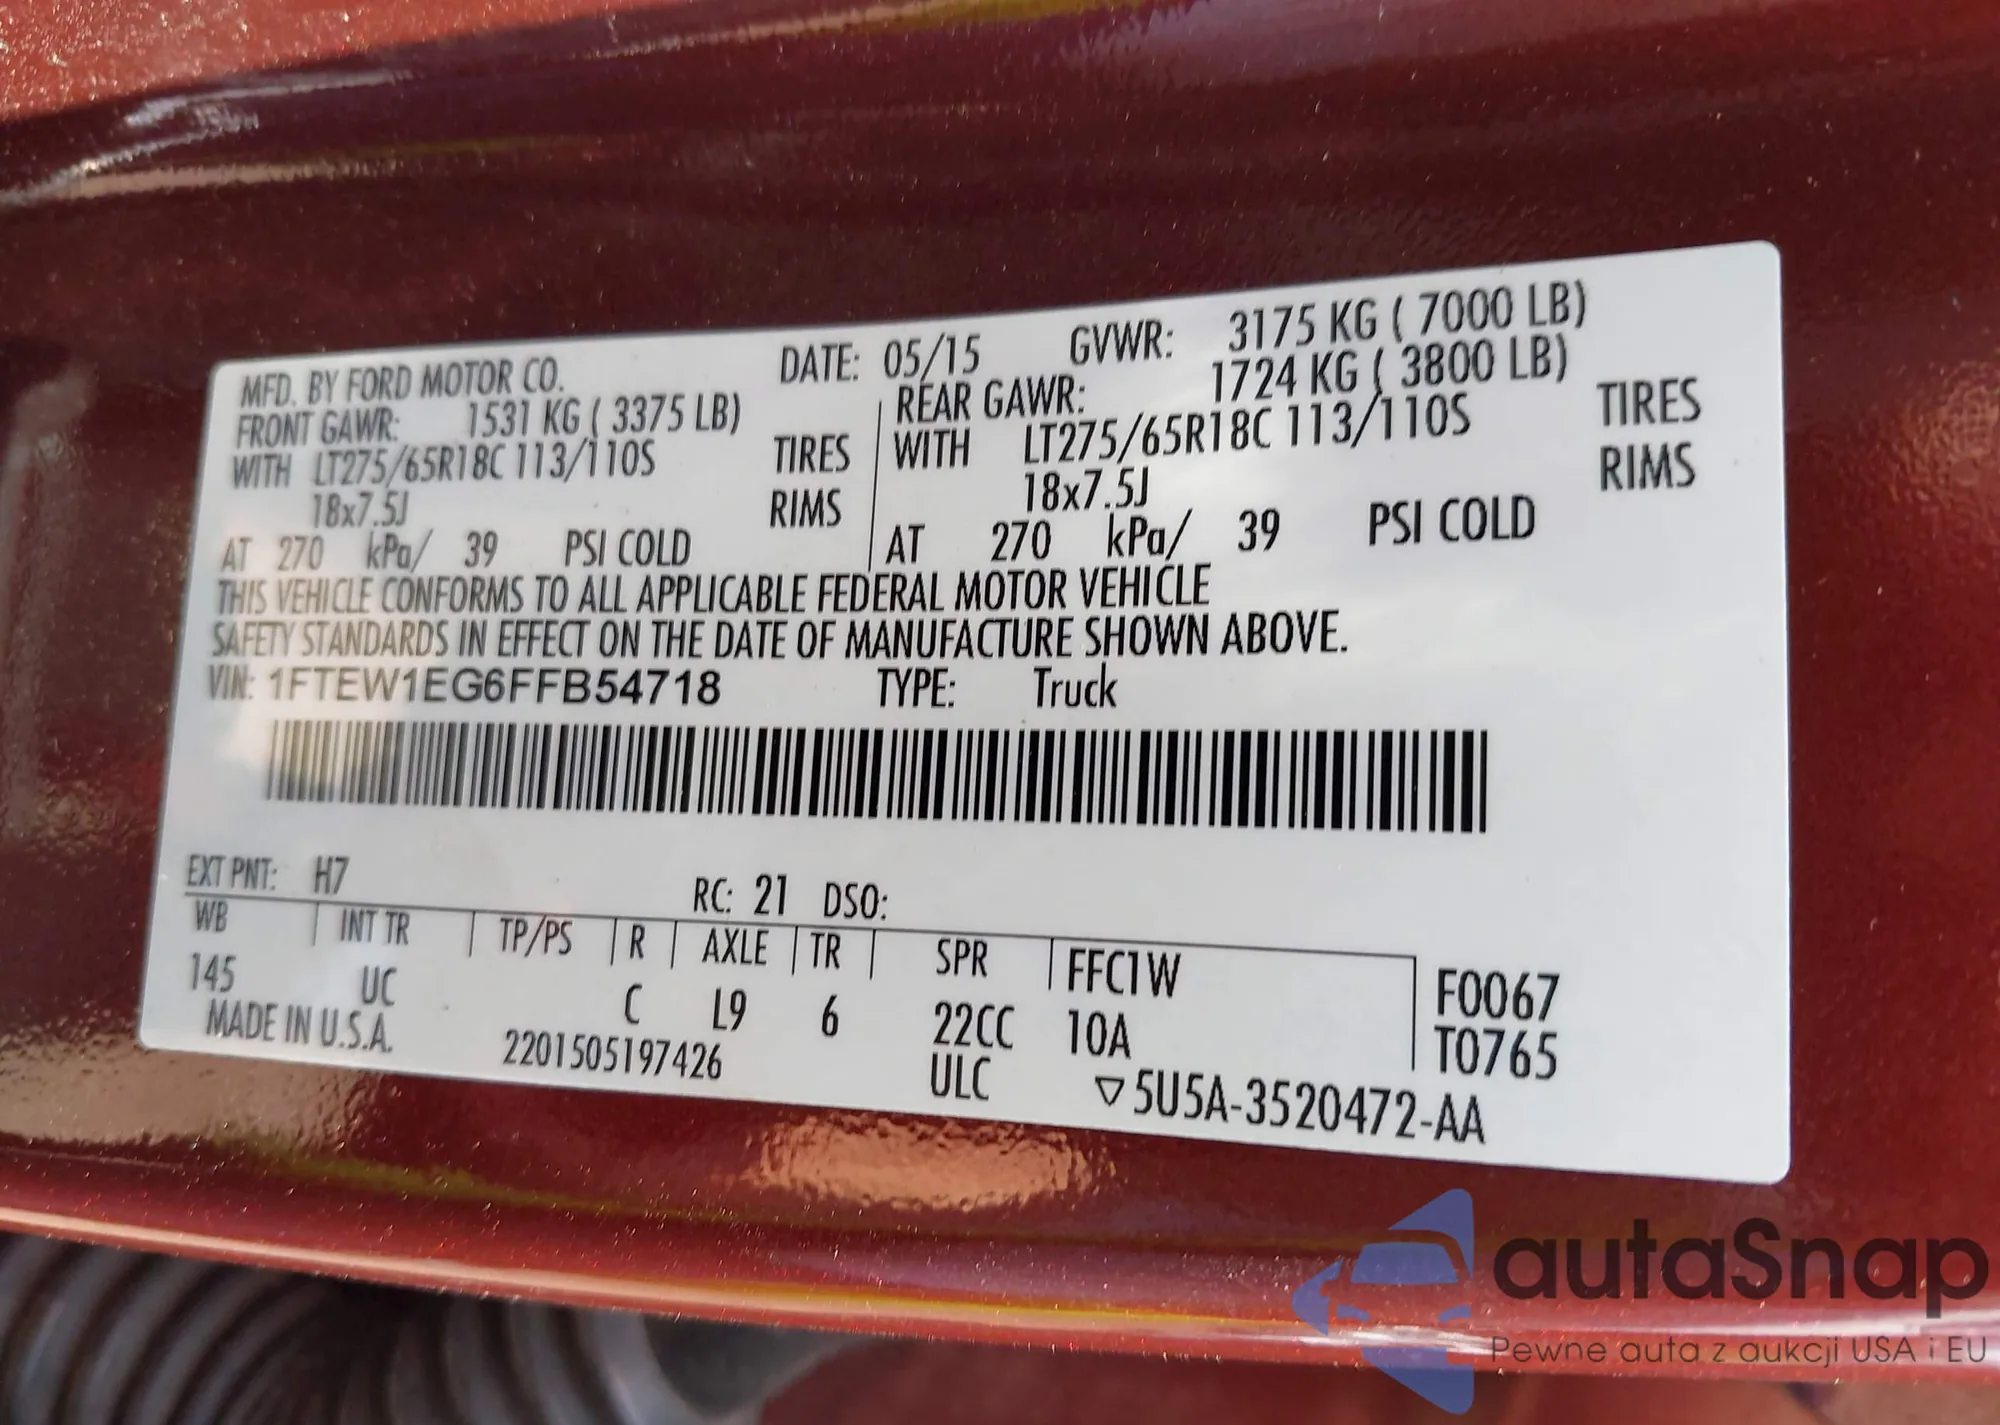 MFD. BY FORD MOTOR CO. DATE: 05/15 GVWR: 3175 KG ( 7000 LB)
FRONT GAWR: 1531 KG ( 3375 LB) REAR GAWR: 1724 KG ( 3800 LB)
WITH LT275/65R18C 113/110S TIRES WITH LT275/65R18C 113/110S TIRES
18x7.5J RIMS 18x7.5J RIMS
AT 270 kPa/ 39 PSI COLD AT 270 kPa/ 39 PSI COLD
THIS VEHICLE CONFORMS TO ALL APPLICABLE FEDERAL MOTOR VEHICLE
SAFETY STANDARDS IN EFFECT ON THE DATE OF MANUFACTURE SHOWN ABOVE.
VIN: 1FTEW1EG6FFB54718 TYPE: Truck
EXT PNT: H7 RC: 21 DSO:
WB INT TR TP/PS R AXLE TR SPR FFC1W F0067
145 UC C L9 6 22CC 10A T0765
MADE IN U.S.A. 2201505197426 ULC ▽5U5A-3520472-AA
autaSnap
Pewne auta z aukcji USA i EU